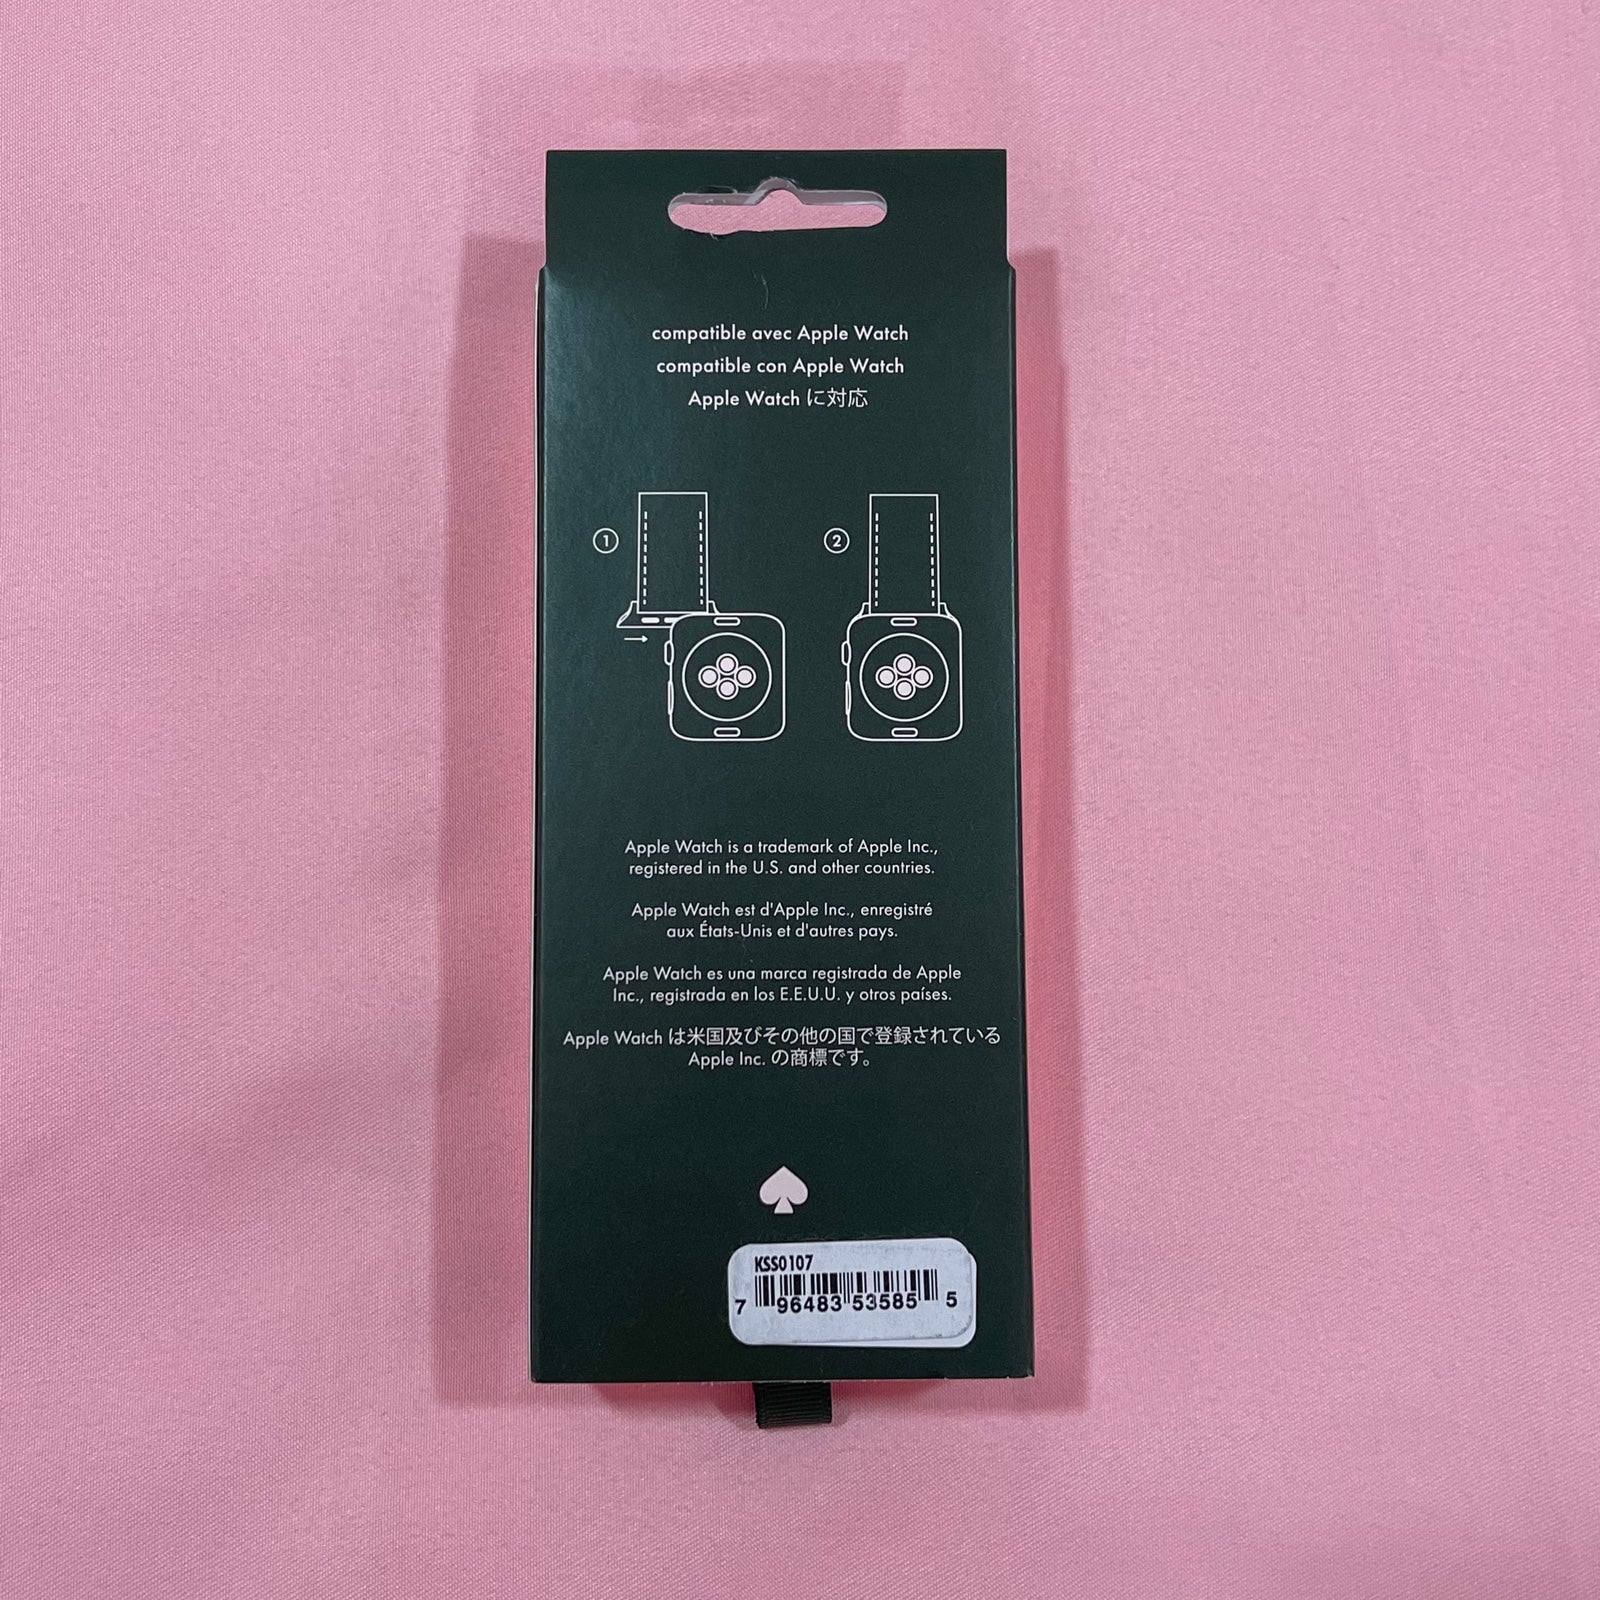 compatible avec Apple Watch
compatible con Apple Watch
Apple Watch に対応
1
2
Apple Watch is a trademark of Apple Inc.,
registered in the U.S. and other countries.
Apple Watch est d'Apple Inc., enregistré
aux États-Unis et d'autres pays.
Apple Watch es una marca registrada de Apple
Inc., registrada en los E.E.U.U. y otros países.
Apple Watch は米国及びその他の国で登録されている
Apple Inc. の商標です。
KSS0107
7 96483 53585 5